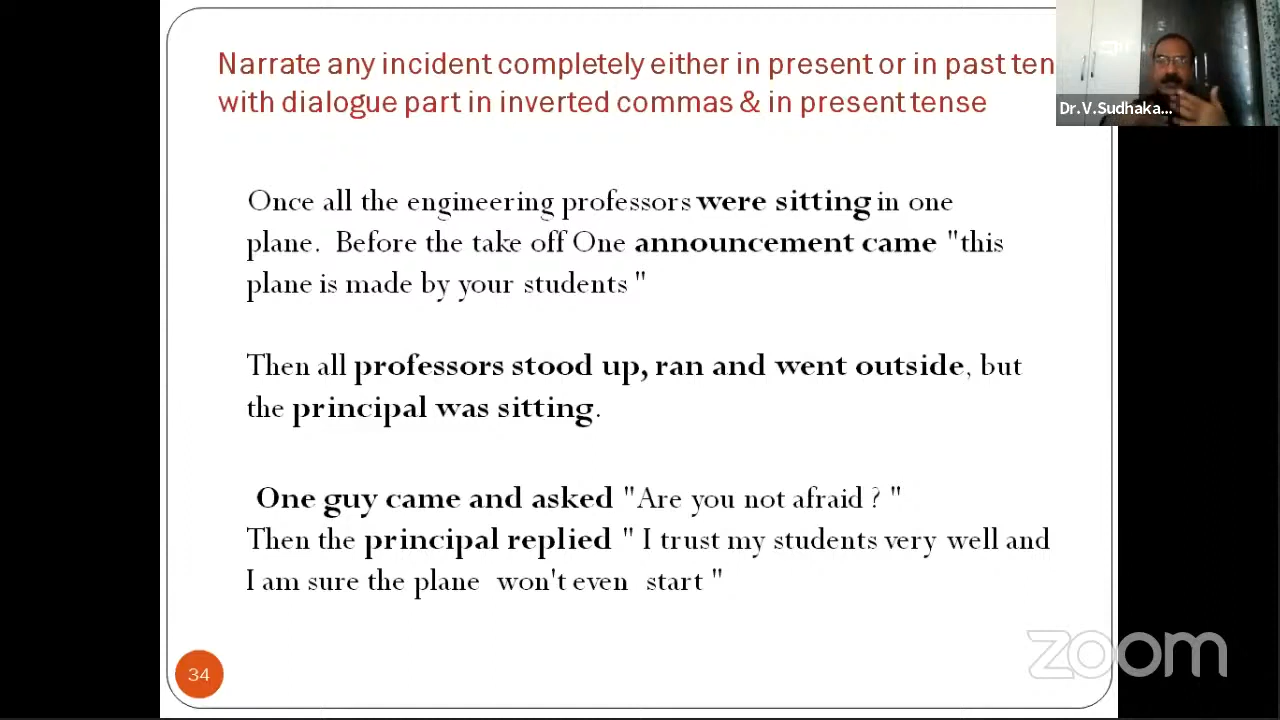 Narrate any incident completely either in present or in past ten
with dialogue part in inverted commas & in present tense
Dr.V.Sudhaka...
Once all the engineering professors were sitting in one
plane.  Before the take off One announcement came "this
plane is made by your students "
Then all professors stood up, ran and went outside, but
the principal was sitting.
One guy came and asked "Are you not afraid ? "
Then the principal replied " I trust my students very well and
I am sure the plane  won't even  start "
34
zoom